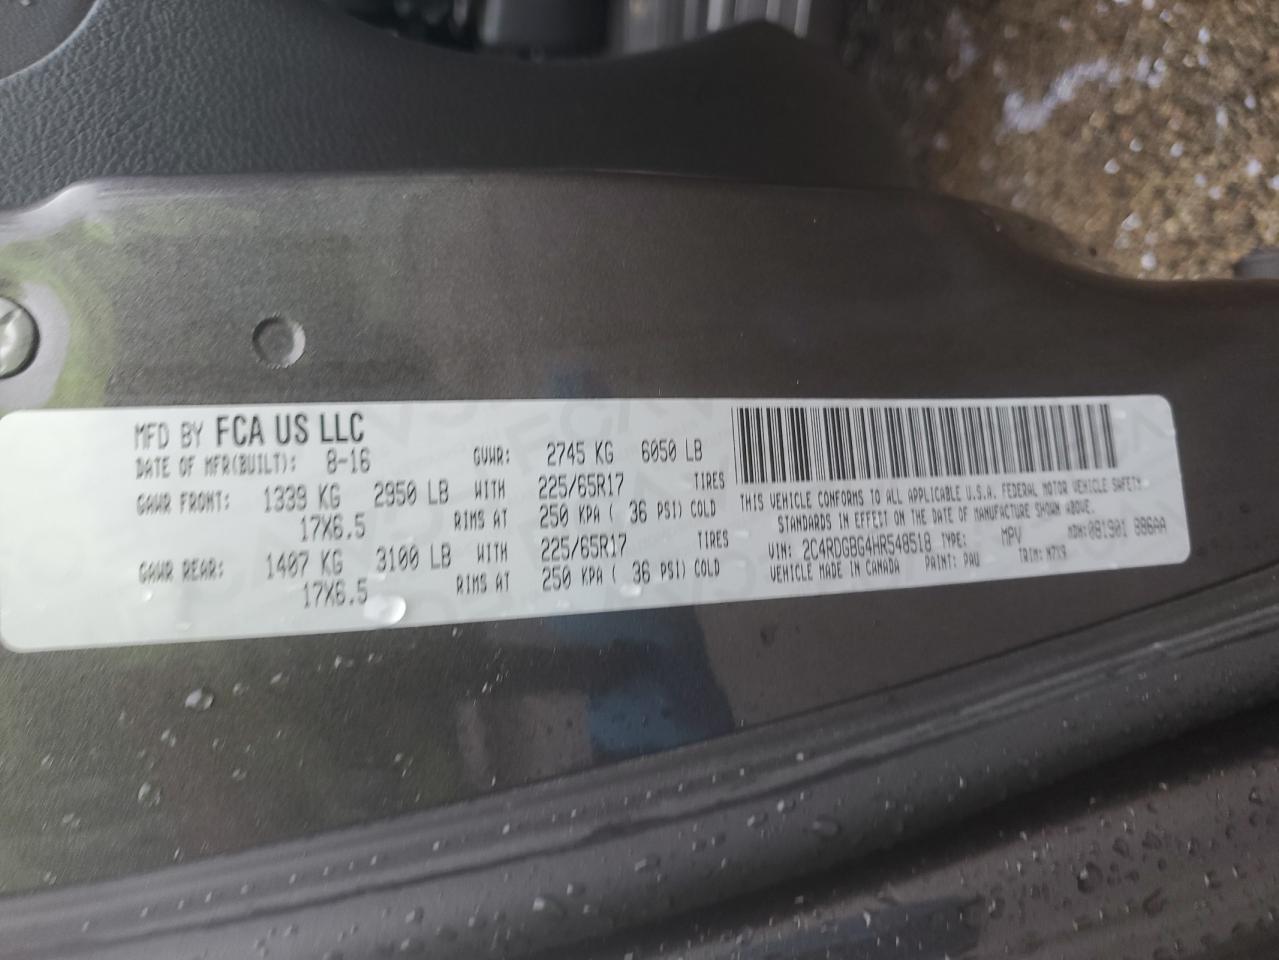 MFD BY FCA US LLC
DATE OF MFR(BUILT): 8-16 GVWR: 2745 KG 6050 LB
GAWR FRONT: 1339 KG 2950 LB WITH 225/65R17 TIRES
17X6.5 RIMS AT 250 KPA ( 36 PSI) COLD
GAWR REAR: 1407 KG 3100 LB WITH 225/65R17 TIRES
17X6.5 RIMS AT 250 KPA ( 36 PSI) COLD
THIS VEHICLE CONFORMS TO ALL APPLICABLE U.S.A. FEDERAL MOTOR VEHICLE SAFETY
STANDARDS IN EFFECT ON THE DATE OF MANUFACTURE SHOWN ABOVE.
VIN: 2C4RDGBG4HR548518 TYPE: MPV MDH: 081901 886AA
VEHICLE MADE IN CANADA PAINT: PAU TRIM: